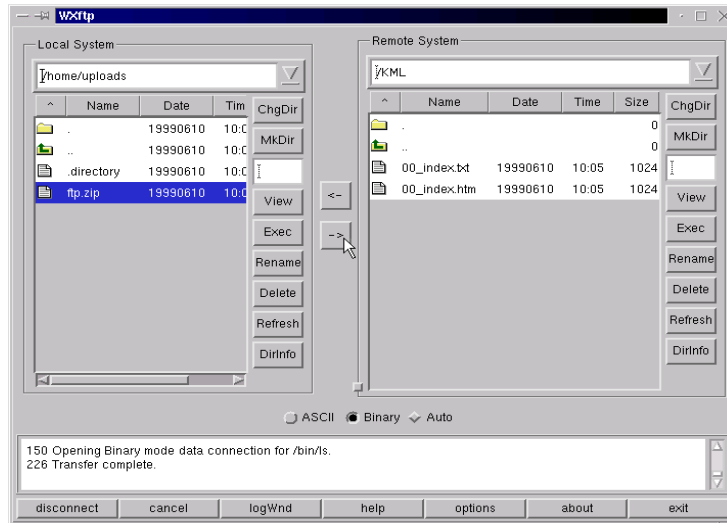 WXftp
Local System
/home/uploads
^ Name Date Tim
. 19990610 10:0
.. 19990610 10:0
.directory 19990610 10:0
ftp.zip 19990610 10:0
ChgDir
MkDir
View
Exec
Rename
Delete
Refresh
DirInfo
<-
->
Remote System
/KML
^ Name Date Time Size
. 0
.. 0
00_index.txt 19990610 10:05 1024
00_index.htm 19990610 10:05 1024
ChgDir
MkDir
View
Exec
Rename
Delete
Refresh
DirInfo
ASCII Binary Auto
150 Opening Binary mode data connection for /bin/ls.
226 Transfer complete.
disconnect cancel logWnd help options about exit